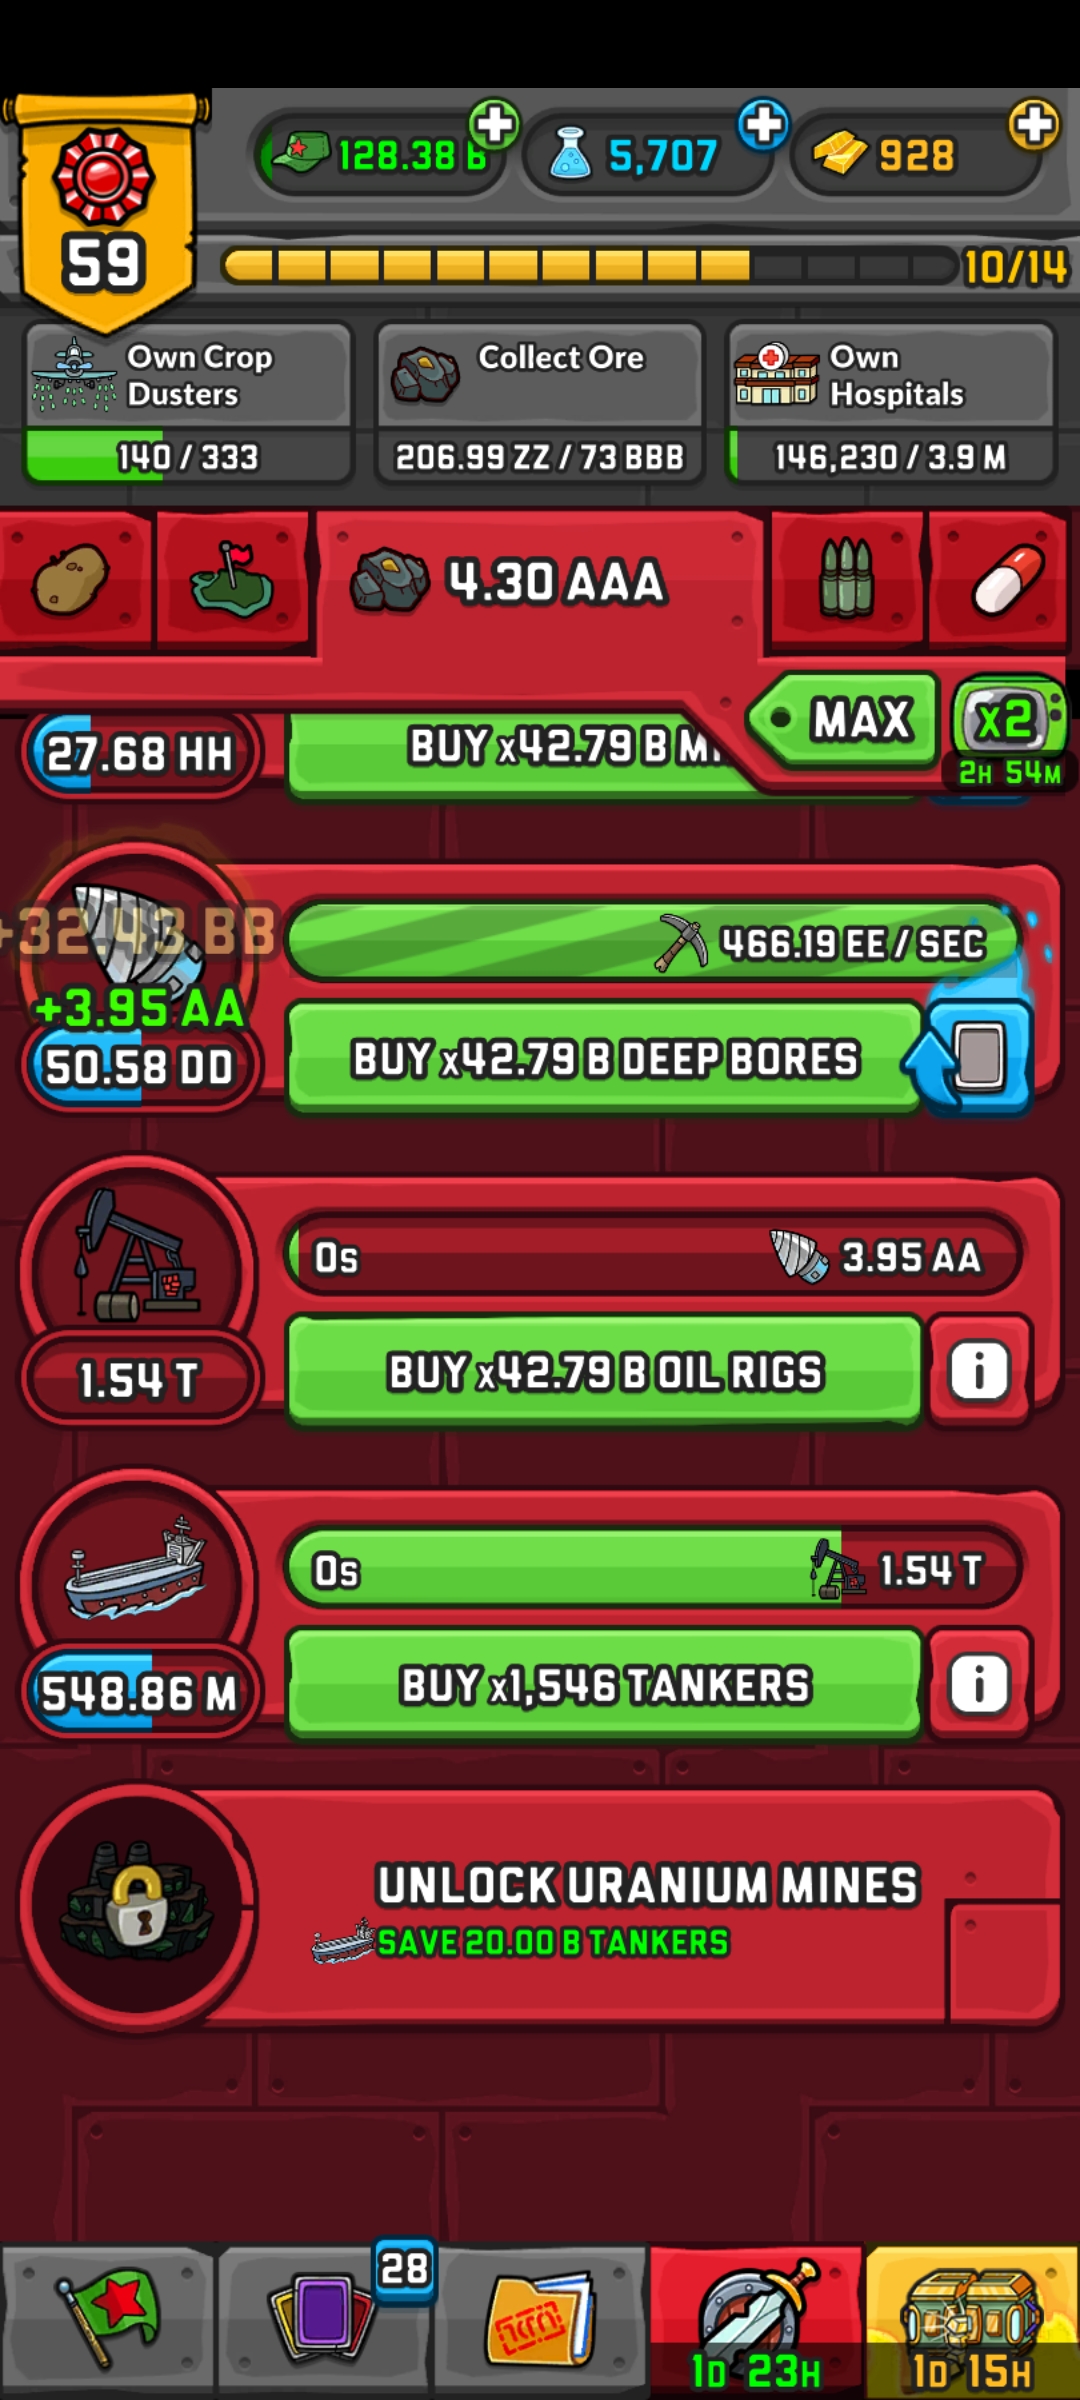 128.38 B
5,707
928
59
10/14
Own Crop
Dusters
140 / 333
Collect Ore
206.99 ZZ / 73 BBB
Own
Hospitals
146,230 / 3.9 M
4.30 AAA
MAX
x2
2H 54M
27.68 HH
BUY x42.79 B
+32.43 BB
466.19 EE / SEC
+3.95 AA
50.58 DD
BUY x42.79 B DEEP BORES
0s
3.95 AA
1.54 T
BUY x42.79 B OIL RIGS
i
0s
1.54 T
548.86 M
BUY x1,546 TANKERS
i
UNLOCK URANIUM MINES
SAVE 20.00 B TANKERS
28
1D 23H
1D 15H